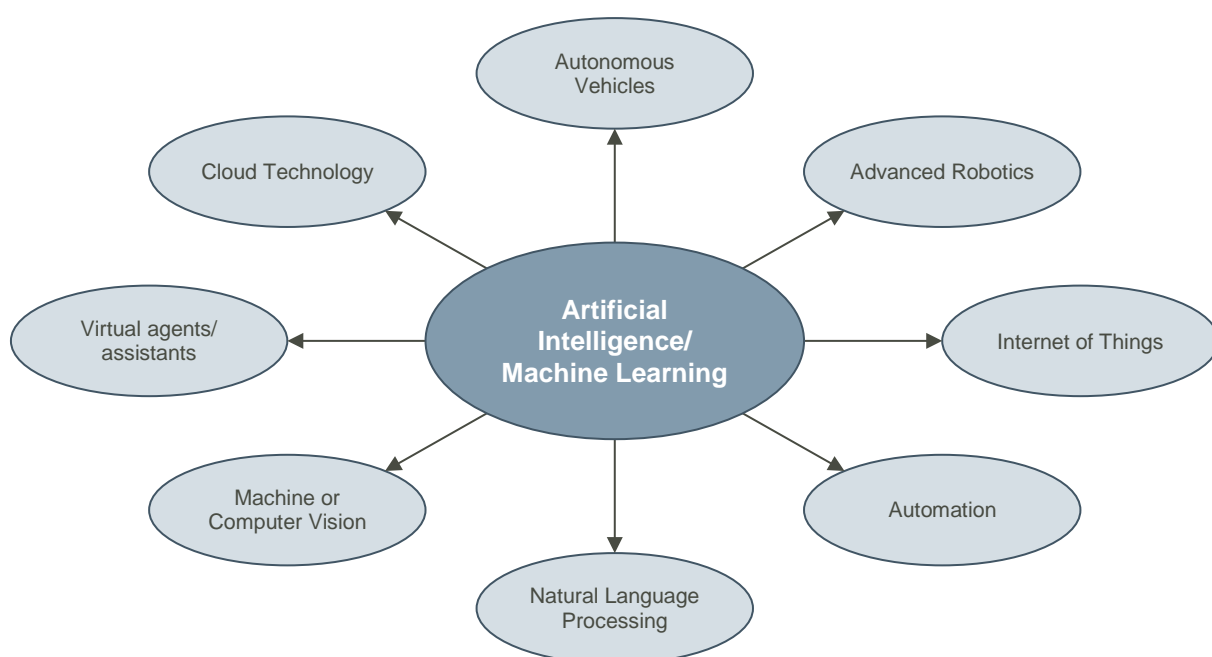 Autonomous
Vehicles
Cloud Technology
Advanced Robotics
Artificial
Intelligence/
Machine Learning
Virtual agents/
assistants
Internet of Things
Machine or
Computer Vision
Automation
Natural Language
Processing